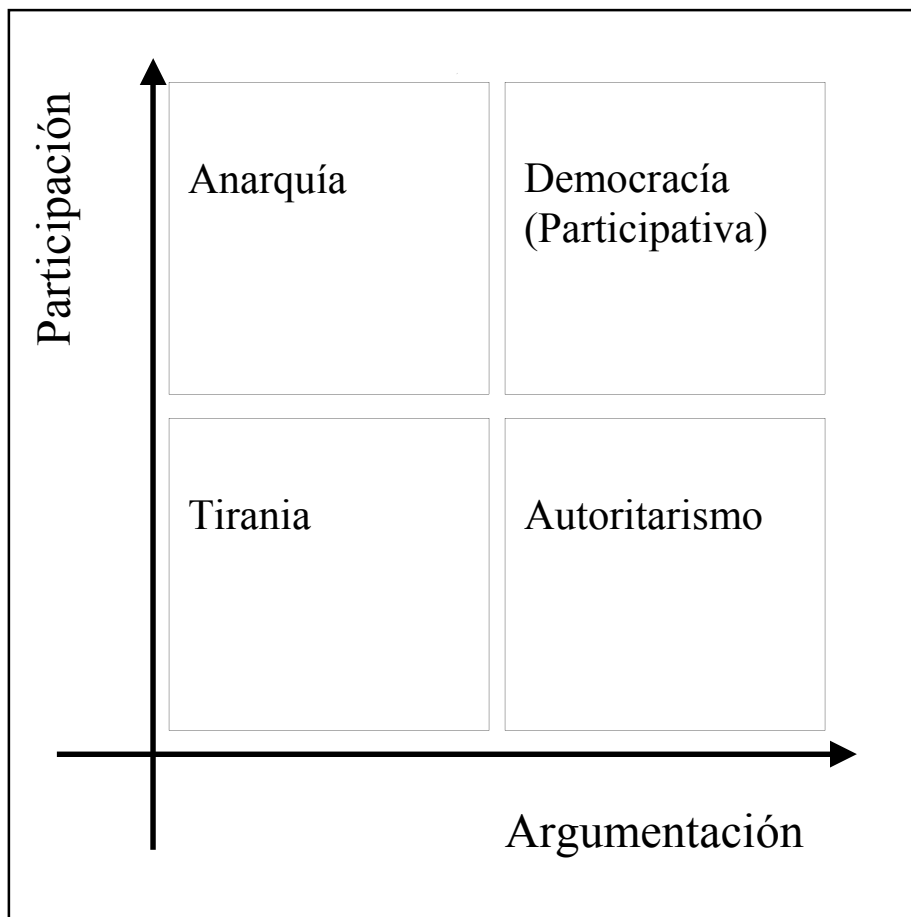 Participación
Anarquía
Democracía
(Participativa)
Tirania
Autoritarismo
Argumentación